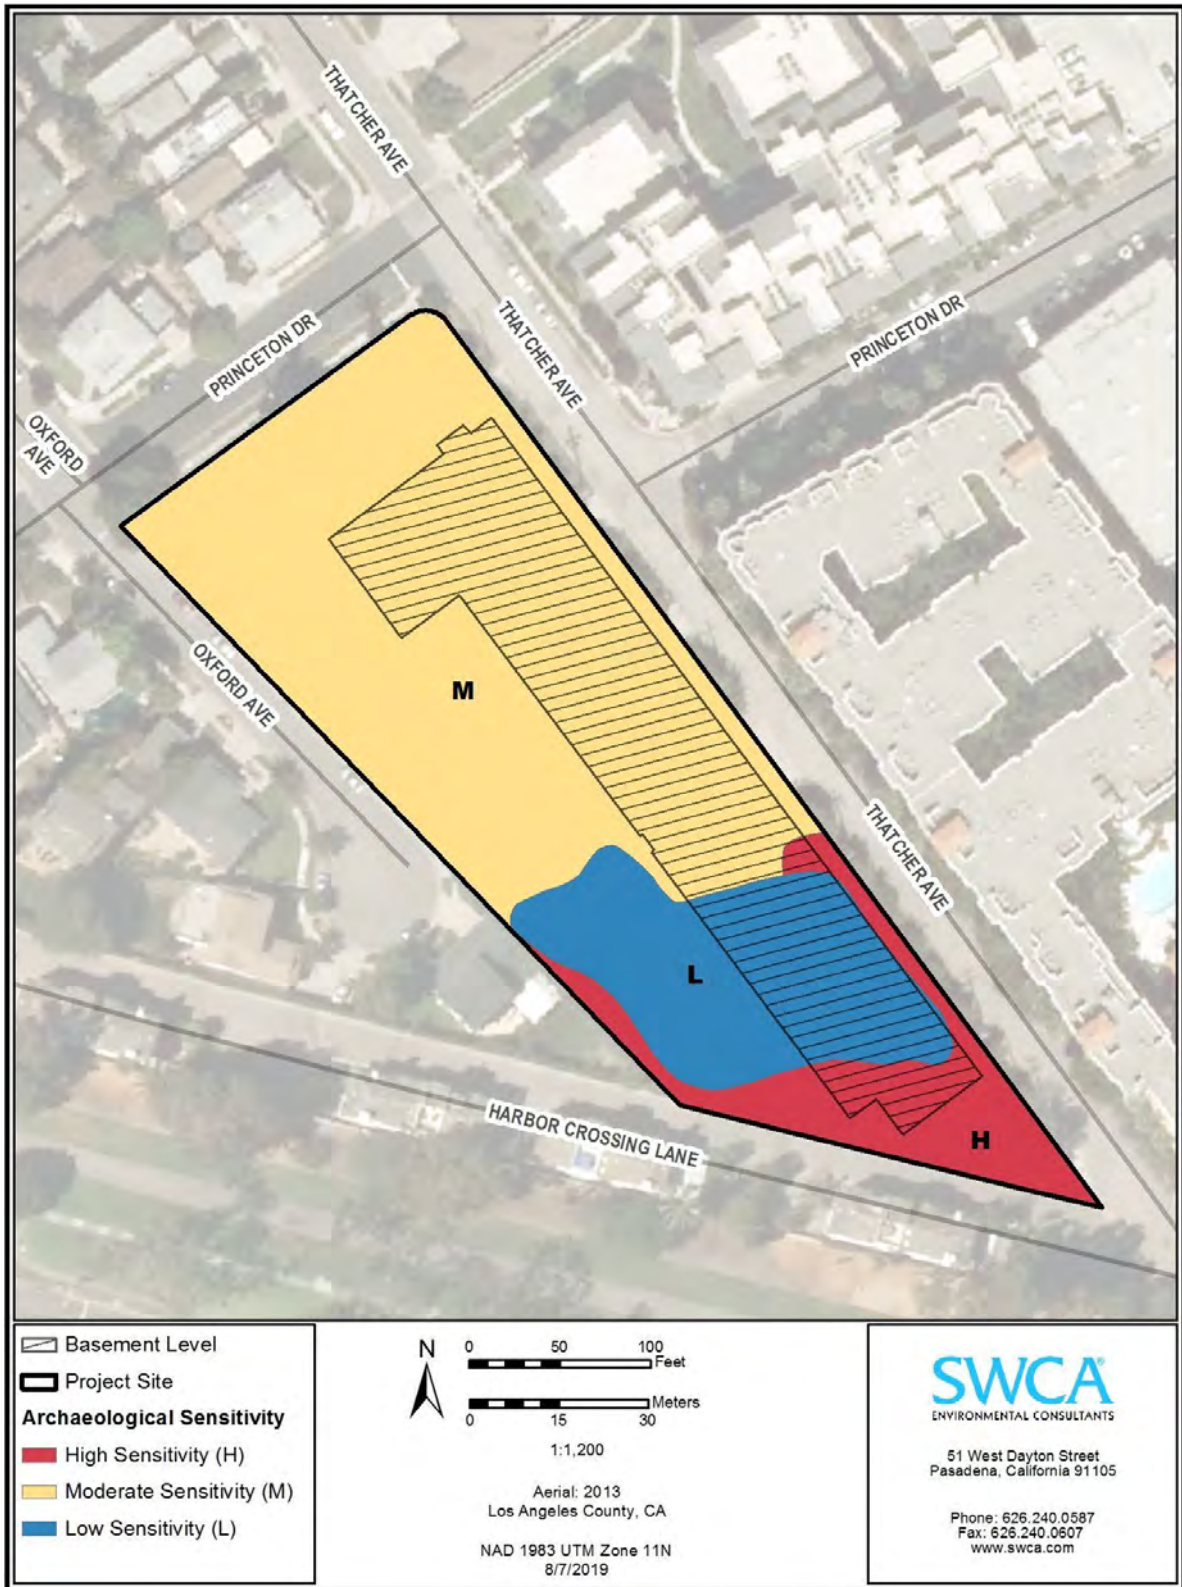 THATCHER AVE
PRINCETON DR
THATCHER AVE
PRINCETON DR
OXFORD
AVE
OXFORD AVE
M
THATCHER AVE
L
HARBOR CROSSING LANE
H
Basement Level
Project Site
Archaeological Sensitivity
High Sensitivity (H)
Moderate Sensitivity (M)
Low Sensitivity (L)
N
0 50 100
Feet
Meters
0 15 30
1:1,200
Aerial: 2013
Los Angeles County, CA
NAD 1983 UTM Zone 11N
8/7/2019
SWCA®
ENVIRONMENTAL CONSULTANTS
51 West Dayton Street
Pasadena, California 91105
Phone: 626.240.0587
Fax: 626.240.0607
www.swca.com